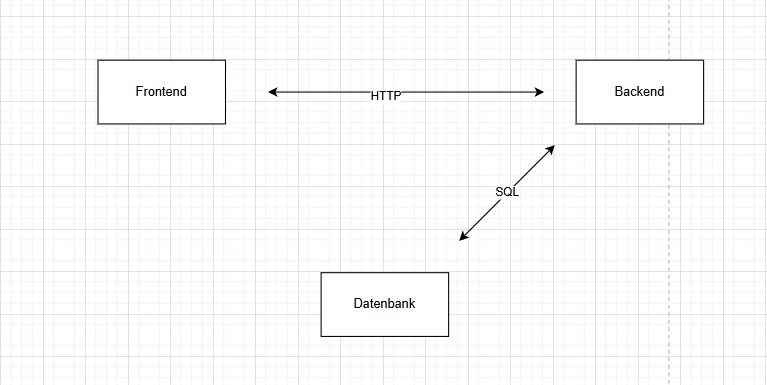 Frontend
HTTP
Backend
SQL
Datenbank